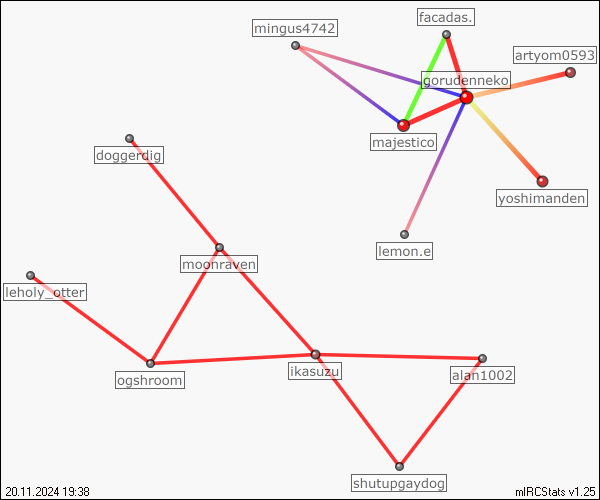 facadas.
mingus4742
artyom0593
gorudenneko
majestico
doggerdig
yoshimanden
lemon.e
moonraven
leholy_otter
ikasuzu
alan1002
ogshroom
shutupgaydog
20.11.2024 19:38
mIRCStats v1.25